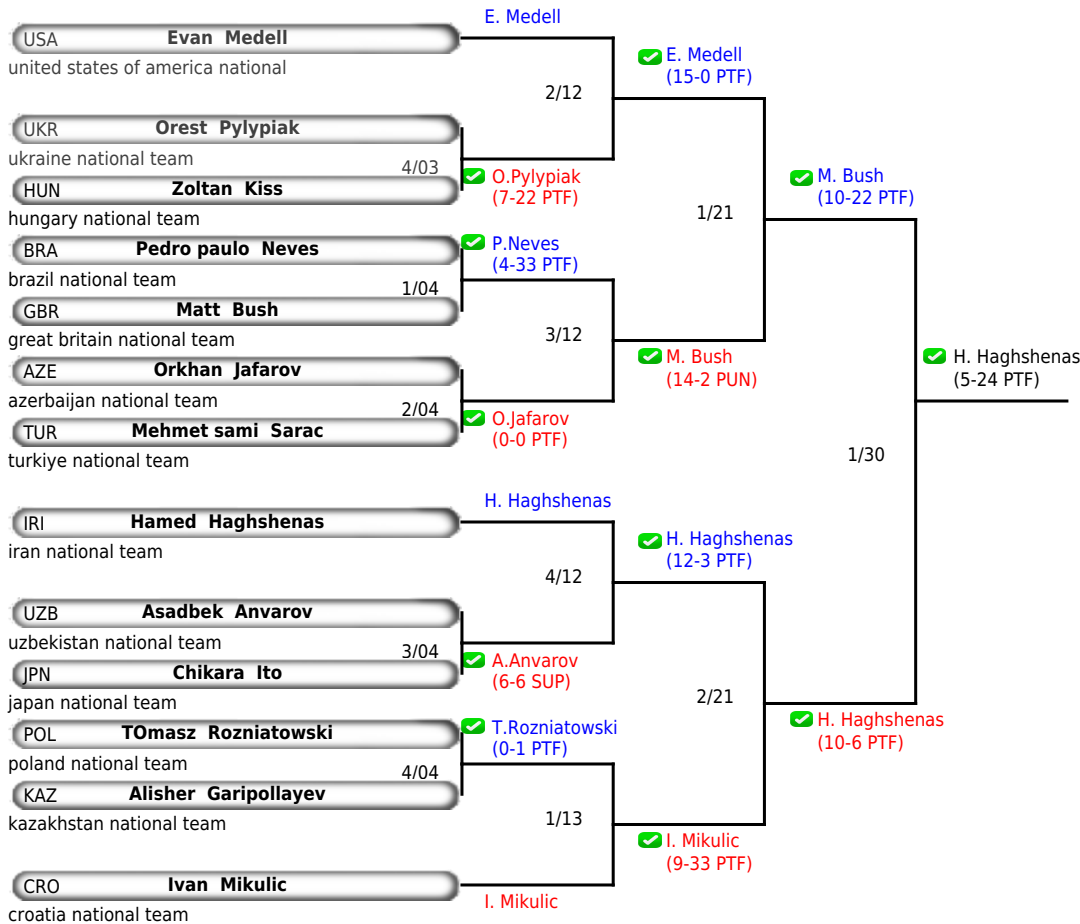 E. Medell
USA Evan Medell
united states of america national
E. Medell
(15-0 PTF)
2/12
UKR Orest Pylypiak
ukraine national team
4/03
O.Pylypiak
(7-22 PTF)
HUN Zoltan Kiss
hungary national team
M. Bush
(10-22 PTF)
1/21
BRA Pedro paulo Neves
brazil national team
P.Neves
(4-33 PTF)
1/04
GBR Matt Bush
great britain national team
3/12
M. Bush
(14-2 PUN)
AZE Orkhan Jafarov
azerbaijan national team
2/04
O.Jafarov
(0-0 PTF)
TUR Mehmet sami Sarac
turkiye national team
H. Haghshenas
(5-24 PTF)
1/30
H. Haghshenas
IRI Hamed Haghshenas
iran national team
H. Haghshenas
(12-3 PTF)
4/12
UZB Asadbek Anvarov
uzbekistan national team
3/04
A.Anvarov
(6-6 SUP)
JPN Chikara Ito
japan national team
2/21
H. Haghshenas
(10-6 PTF)
POL TOmasz Rozniatowski
poland national team
T.Rozniatowski
(0-1 PTF)
4/04
KAZ Alisher Garipollayev
kazakhstan national team
1/13
I. Mikulic
(9-33 PTF)
CRO Ivan Mikulic
croatia national team
I. Mikulic